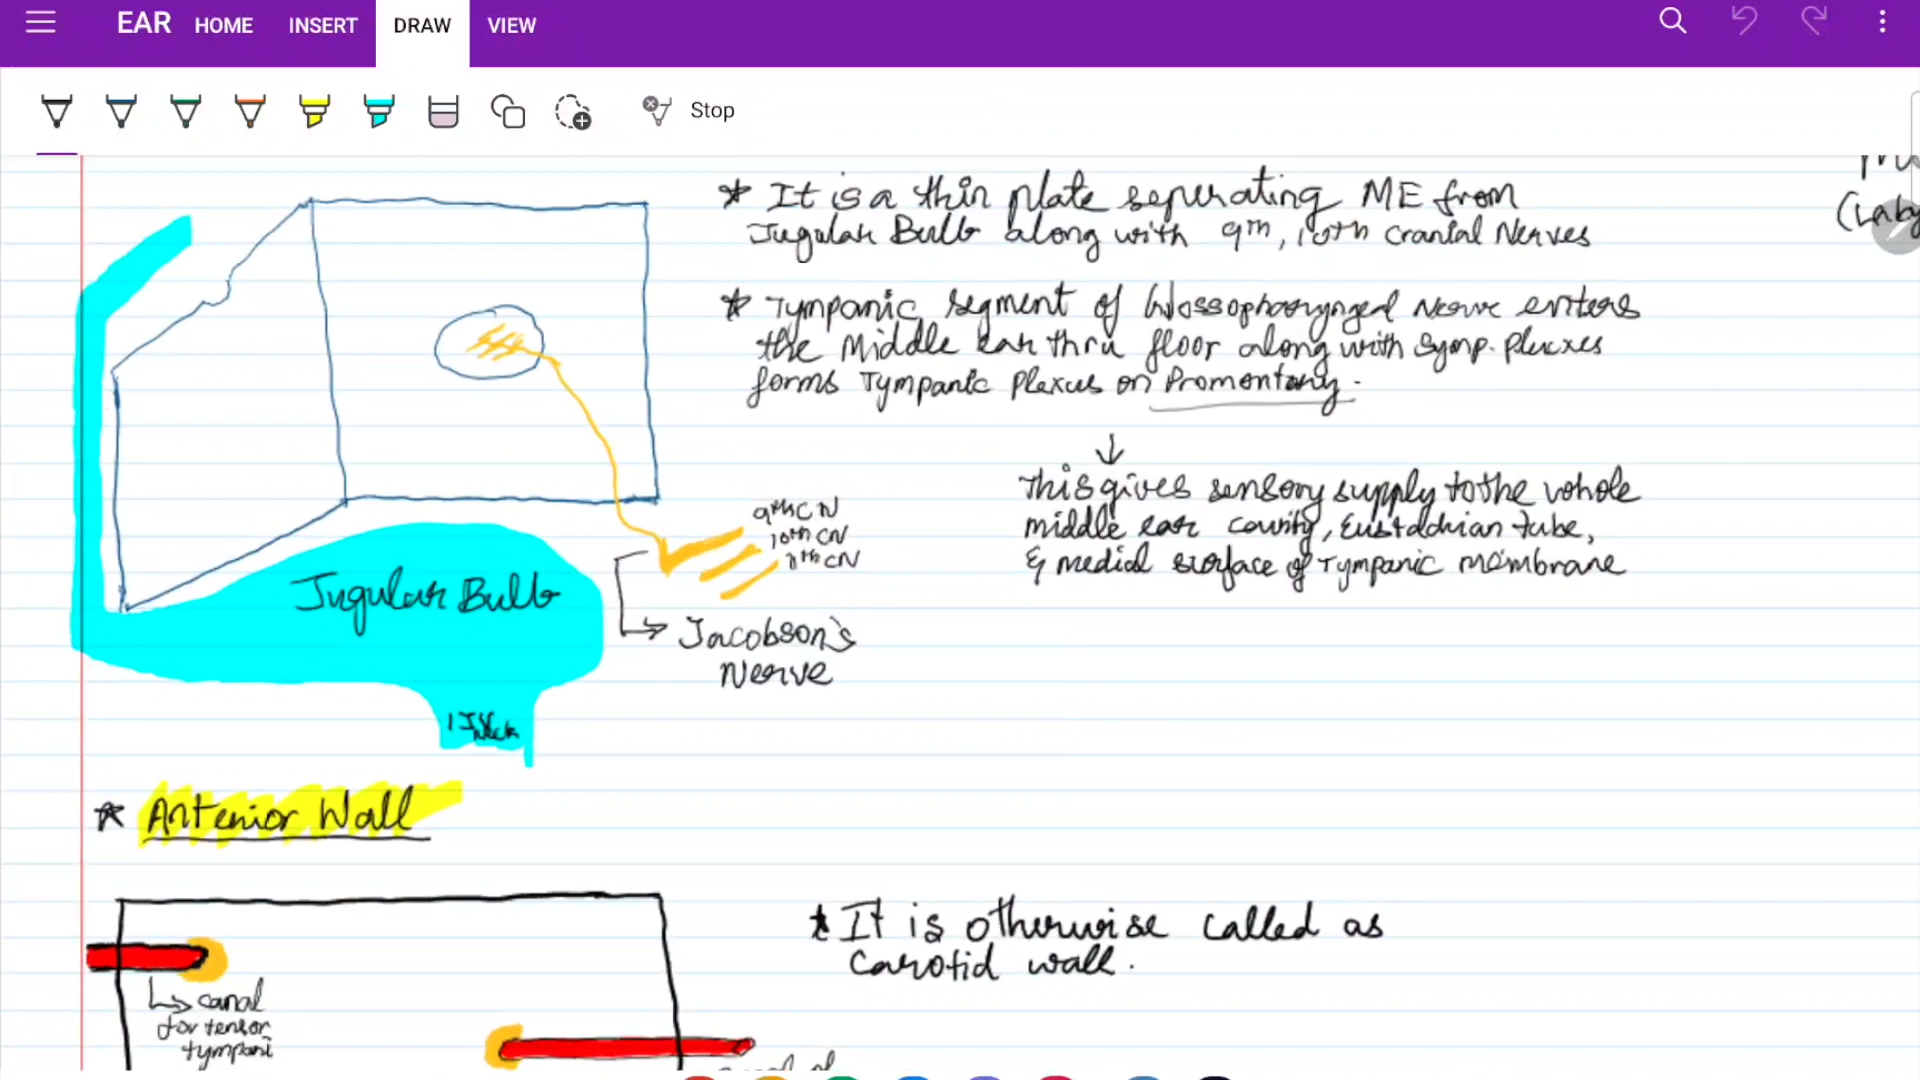 EAR HOME INSERT DRAW VIEW
Stop
* It is a thin plate seperating ME from
Jugular Bulb along with 9th, 10th Cranial Nerves
* Tympanic segment of Glossopharyngeal Nerve enters
the Middle ear thru floor along with Symp. plexes
forms Tympanic Plexus on Promontory.
↓
This gives sensory supply to the whole
middle ear cavity, Eustachian tube,
& medial surface of Tympanic membrane
9th CN
10th CN
11th CN
Jugular Bulb
→ Jacobson's
Nerve
IJV
Neck
* Anterior Wall
* It is otherwise called as
Carotid wall.
↳ canal
for tensor
tympani